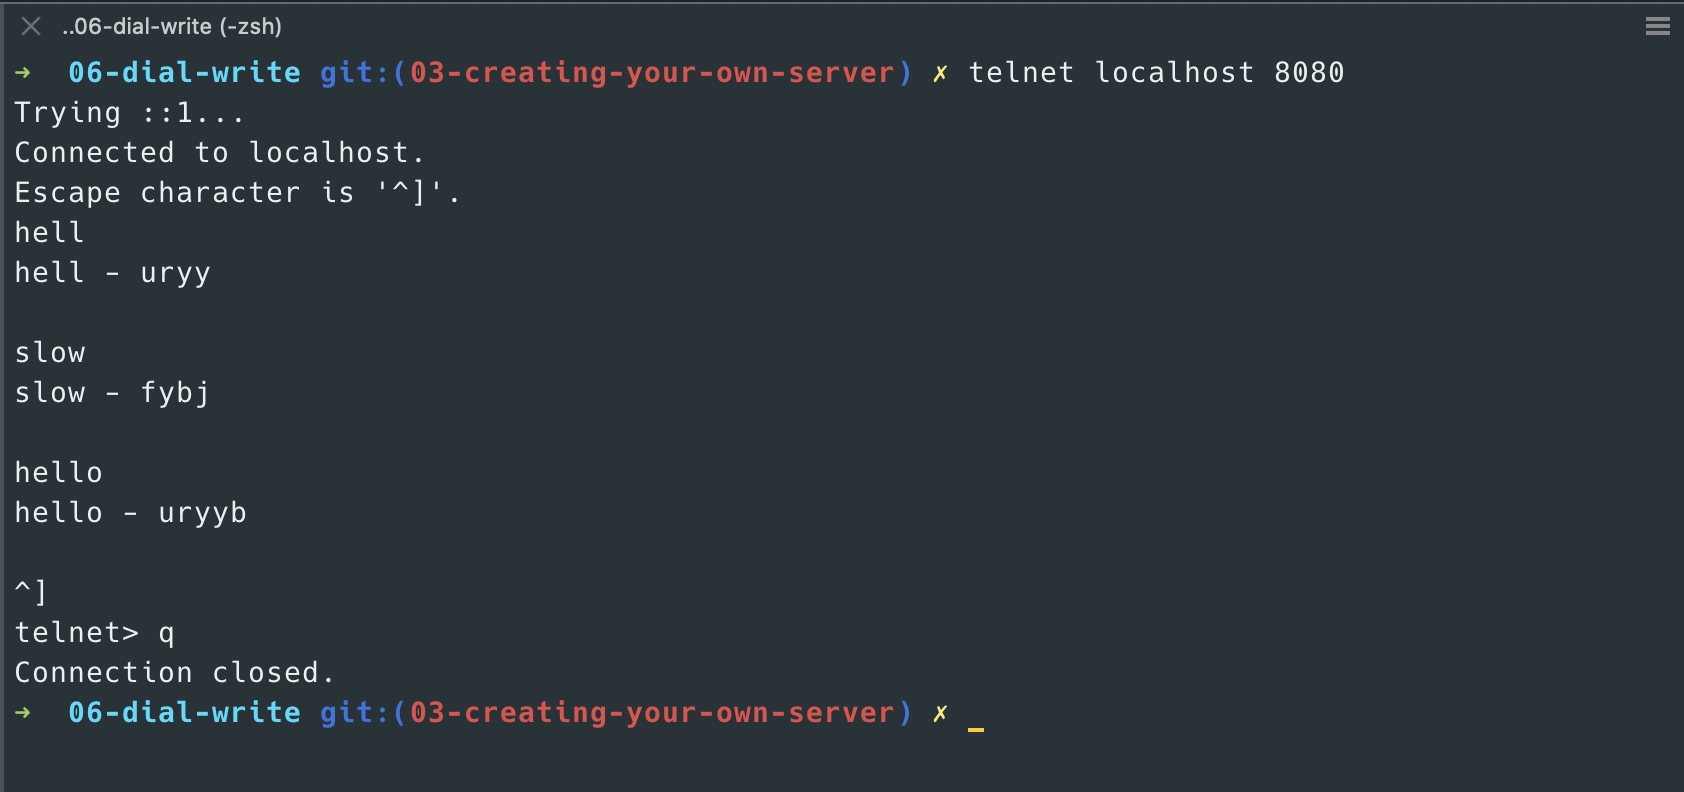 ..06-dial-write (-zsh)
→ 06-dial-write git:(03-creating-your-own-server) ✗ telnet localhost 8080
Trying ::1...
Connected to localhost.
Escape character is '^]'.
hell
hell - uryy
slow
slow - fybj
hello
hello - uryyb
^]
telnet> q
Connection closed.
→ 06-dial-write git:(03-creating-your-own-server) ✗ _